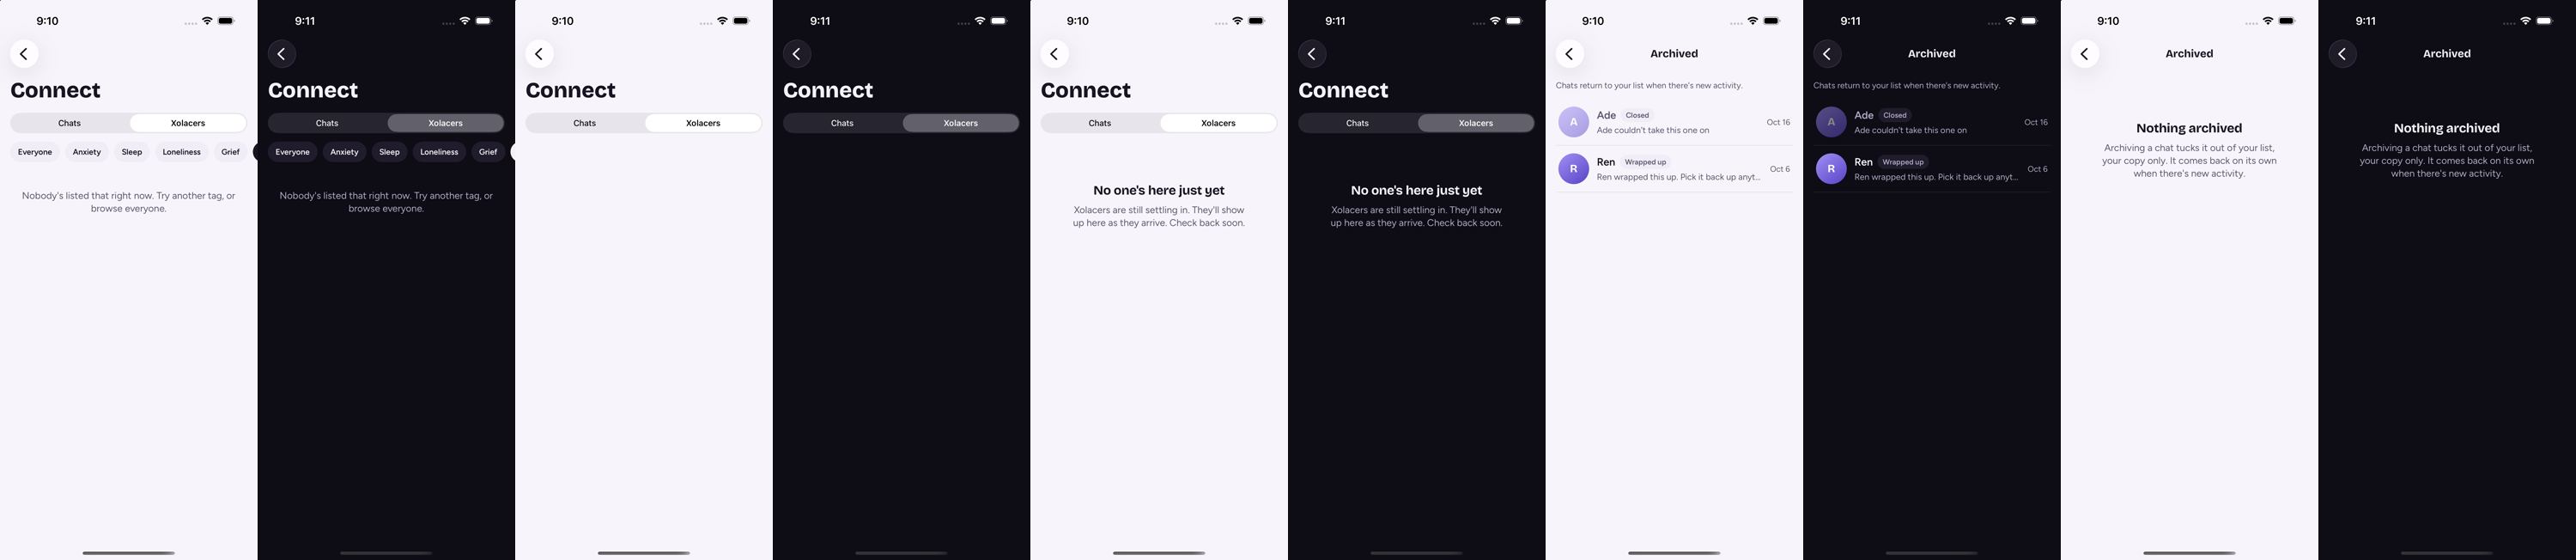 9:10
Connect
Chats
Xolacers
Everyone
Anxiety
Sleep
Loneliness
Grief
Nobody's listed that right now. Try another tag, or
browse everyone.
9:11
Connect
Chats
Xolacers
Everyone
Anxiety
Sleep
Loneliness
Grief
Nobody's listed that right now. Try another tag, or
browse everyone.
9:10
Connect
Chats
Xolacers
9:11
Connect
Chats
Xolacers
9:10
Connect
Chats
Xolacers
No one's here just yet
Xolacers are still settling in. They'll show
up here as they arrive. Check back soon.
9:11
Connect
Chats
Xolacers
No one's here just yet
Xolacers are still settling in. They'll show
up here as they arrive. Check back soon.
9:10
Archived
Chats return to your list when there's new activity.
A
Ade
Closed
Ade couldn't take this one on
Oct 16
R
Ren
Wrapped up
Ren wrapped this up. Pick it back up anyt...
Oct 6
9:11
Archived
Chats return to your list when there's new activity.
A
Ade
Closed
Ade couldn't take this one on
Oct 16
R
Ren
Wrapped up
Ren wrapped this up. Pick it back up anyt...
Oct 6
9:10
Archived
Nothing archived
Archiving a chat tucks it out of your list,
your copy only. It comes back on its own
when there's new activity.
9:11
Archived
Nothing archived
Archiving a chat tucks it out of your list,
your copy only. It comes back on its own
when there's new activity.